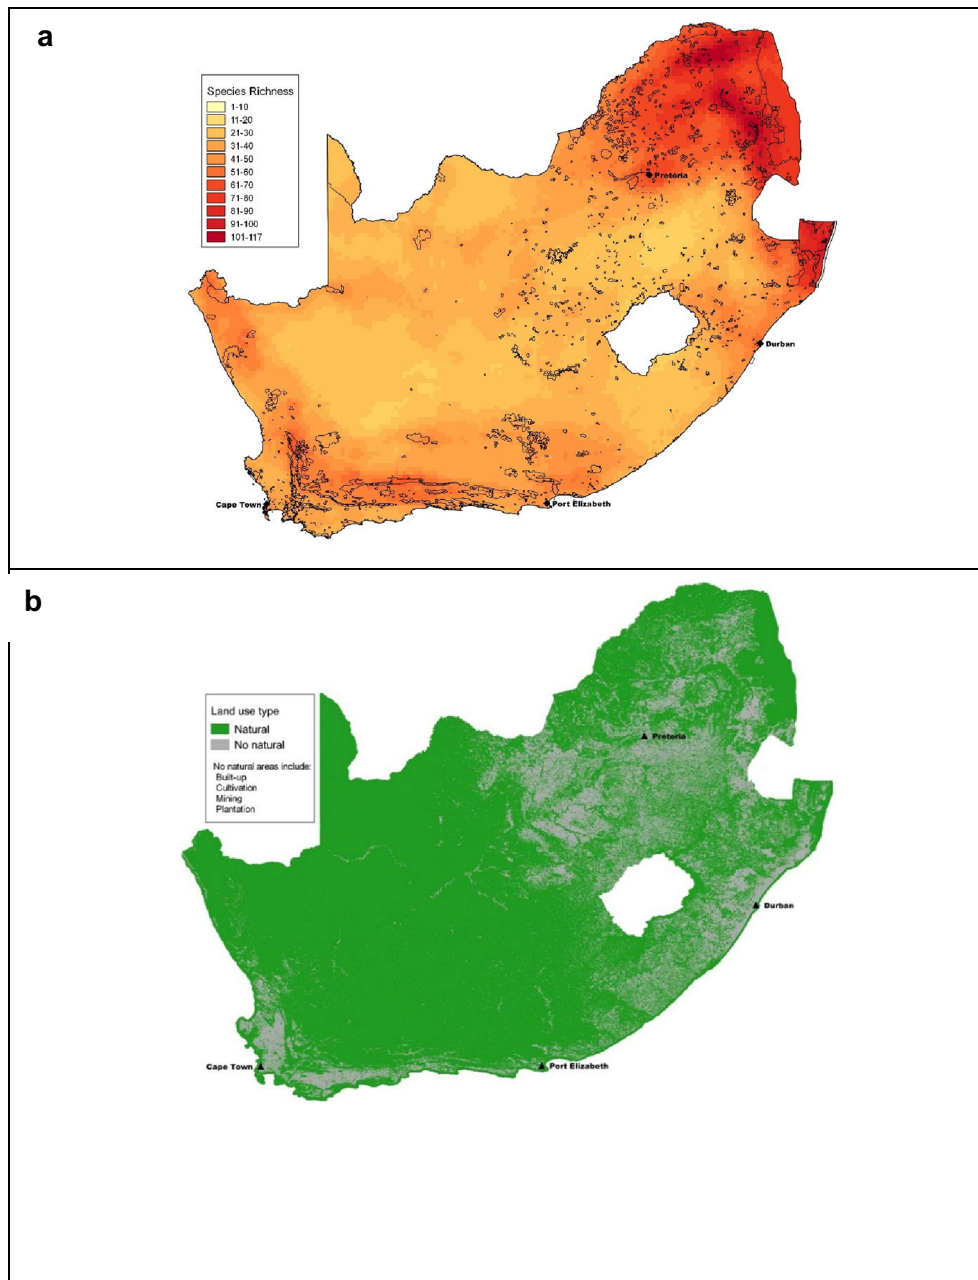 a
Species Richness
1-10
11-20
21-30
31-40
41-50
51-60
61-70
71-80
81-90
91-100
101-117
Pretoria
Durban
Cape Town
Port Elizabeth
b
Land use type
Natural
No natural
No natural areas include:
Built-up
Cultivation
Mining
Plantation
Pretoria
Durban
Cape Town
Port Elizabeth